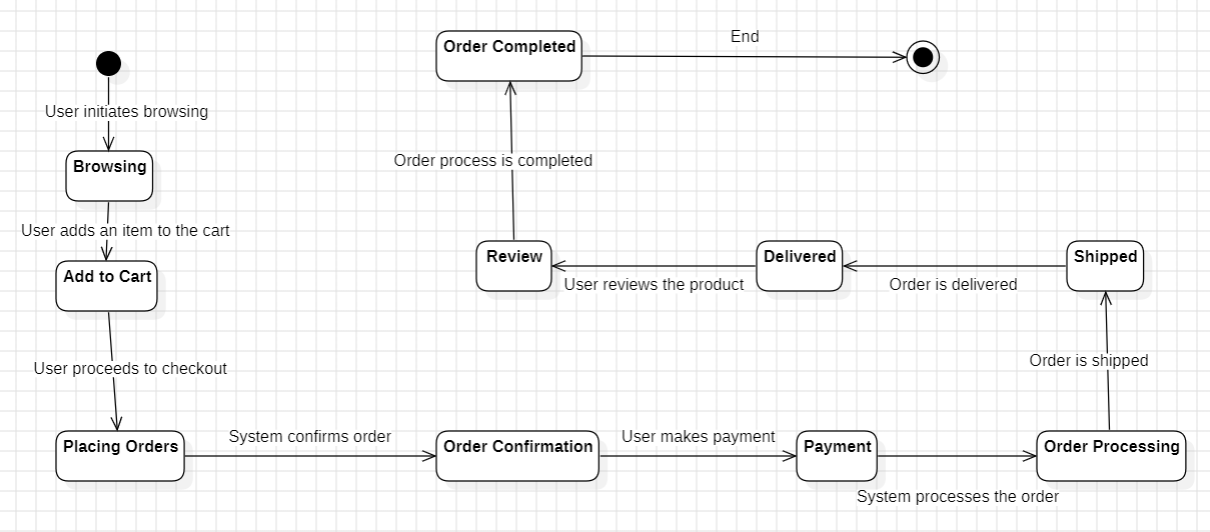 User initiates browsing
Browsing
User adds an item to the cart
Add to Cart
User proceeds to checkout
Placing Orders
System confirms order
Order Confirmation
User makes payment
Payment
System processes the order
Order Processing
Order is shipped
Shipped
Order is delivered
Delivered
User reviews the product
Review
Order process is completed
Order Completed
End